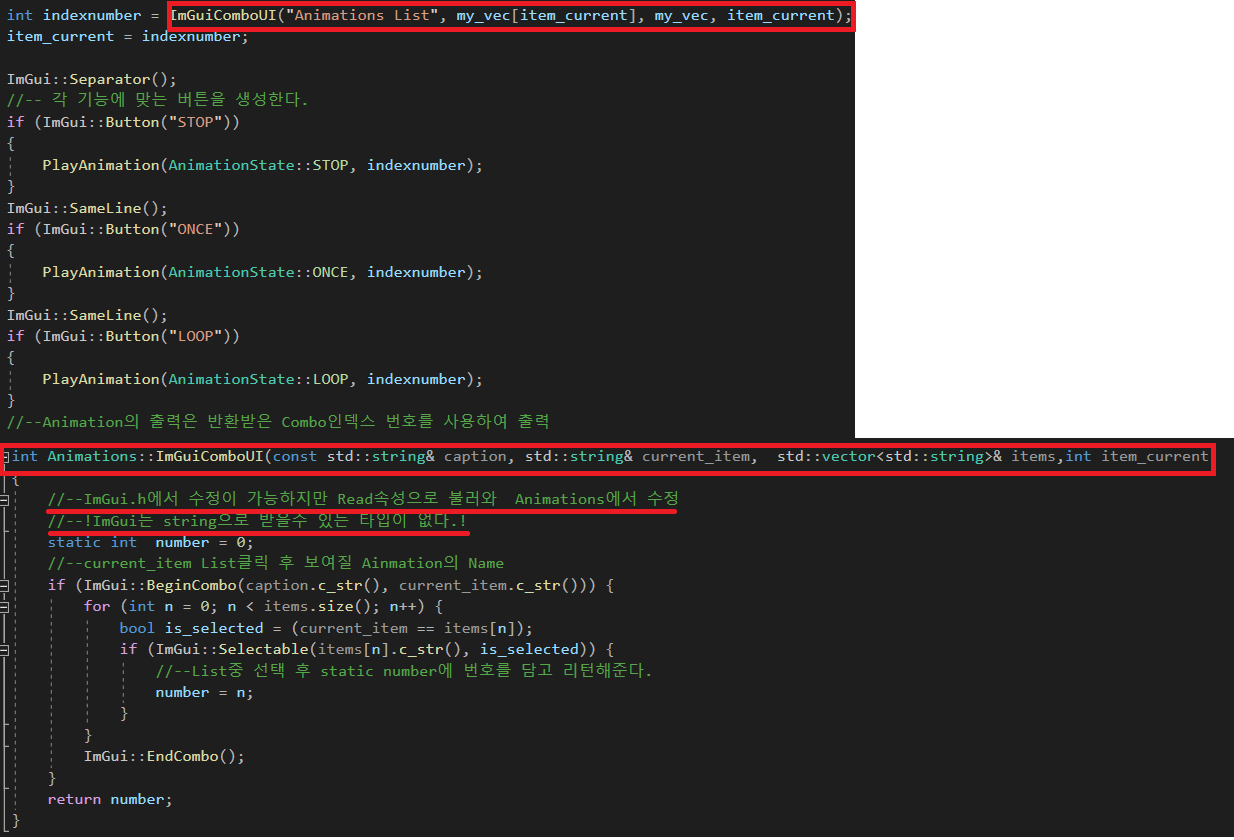 int indexnumber = ImGuiComboUI("Animations List", my_vec[item_current], my_vec, item_current);
item_current = indexnumber;
ImGui::Separator();
//-- 각 기능에 맞는 버튼을 생성한다.
if (ImGui::Button("STOP"))
{
PlayAnimation(AnimationState::STOP, indexnumber);
}
ImGui::SameLine();
if (ImGui::Button("ONCE"))
{
PlayAnimation(AnimationState::ONCE, indexnumber);
}
ImGui::SameLine();
if (ImGui::Button("LOOP"))
{
PlayAnimation(AnimationState::LOOP, indexnumber);
}
//--Animation의 출력은 반환받은 Combo인덱스 번호를 사용하여 출력
int Animations::ImGuiComboUI(const std::string& caption, std::string& current_item,  std::vector<std::string>& items,int item_current
{
//--ImGui.h에서 수정이 가능하지만 Read속성으로 불러와  Animations에서 수정
//--!ImGui는 string으로 받을수 있는 타입이 없다.!
static int  number = 0;
//--current_item List클릭 후 보여질 Ainmation의 Name
if (ImGui::BeginCombo(caption.c_str(), current_item.c_str())) {
for (int n = 0; n < items.size(); n++) {
bool is_selected = (current_item == items[n]);
if (ImGui::Selectable(items[n].c_str(), is_selected)) {
//--List중 선택 후 static number에 번호를 담고 리턴해준다.
number = n;
}
}
ImGui::EndCombo();
}
return number;
}